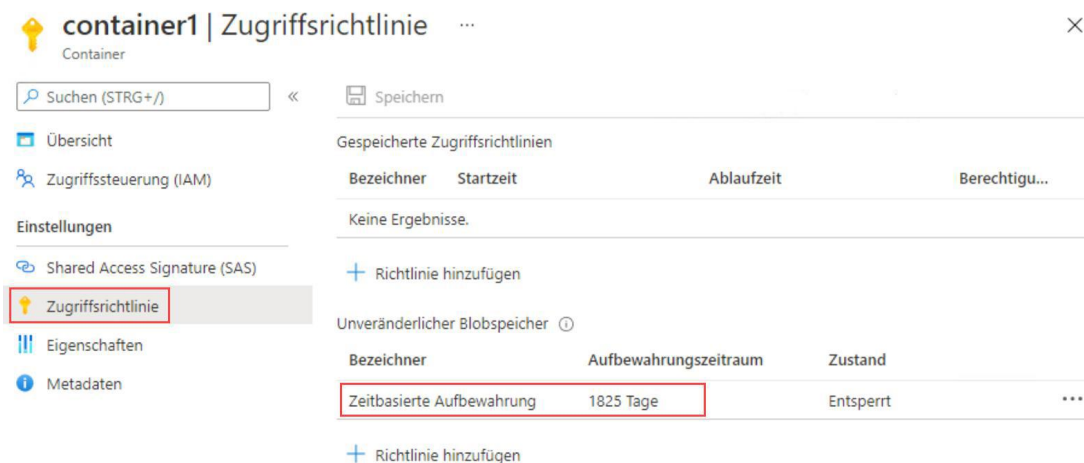 container1 | Zugriffsrichtlinie ...
Container
Suchen (STRG+/)
«
Speichern
Übersicht
Zugriffssteuerung (IAM)
Einstellungen
Shared Access Signature (SAS)
Zugriffsrichtlinie
Eigenschaften
Metadaten
Gespeicherte Zugriffsrichtlinien
Bezeichner Startzeit Ablaufzeit Berechtigu...
Keine Ergebnisse.
+ Richtlinie hinzufügen
Unveränderlicher Blobspeicher
Bezeichner Aufbewahrungszeitraum Zustand
Zeitbasierte Aufbewahrung 1825 Tage Entsperrt ...
+ Richtlinie hinzufügen